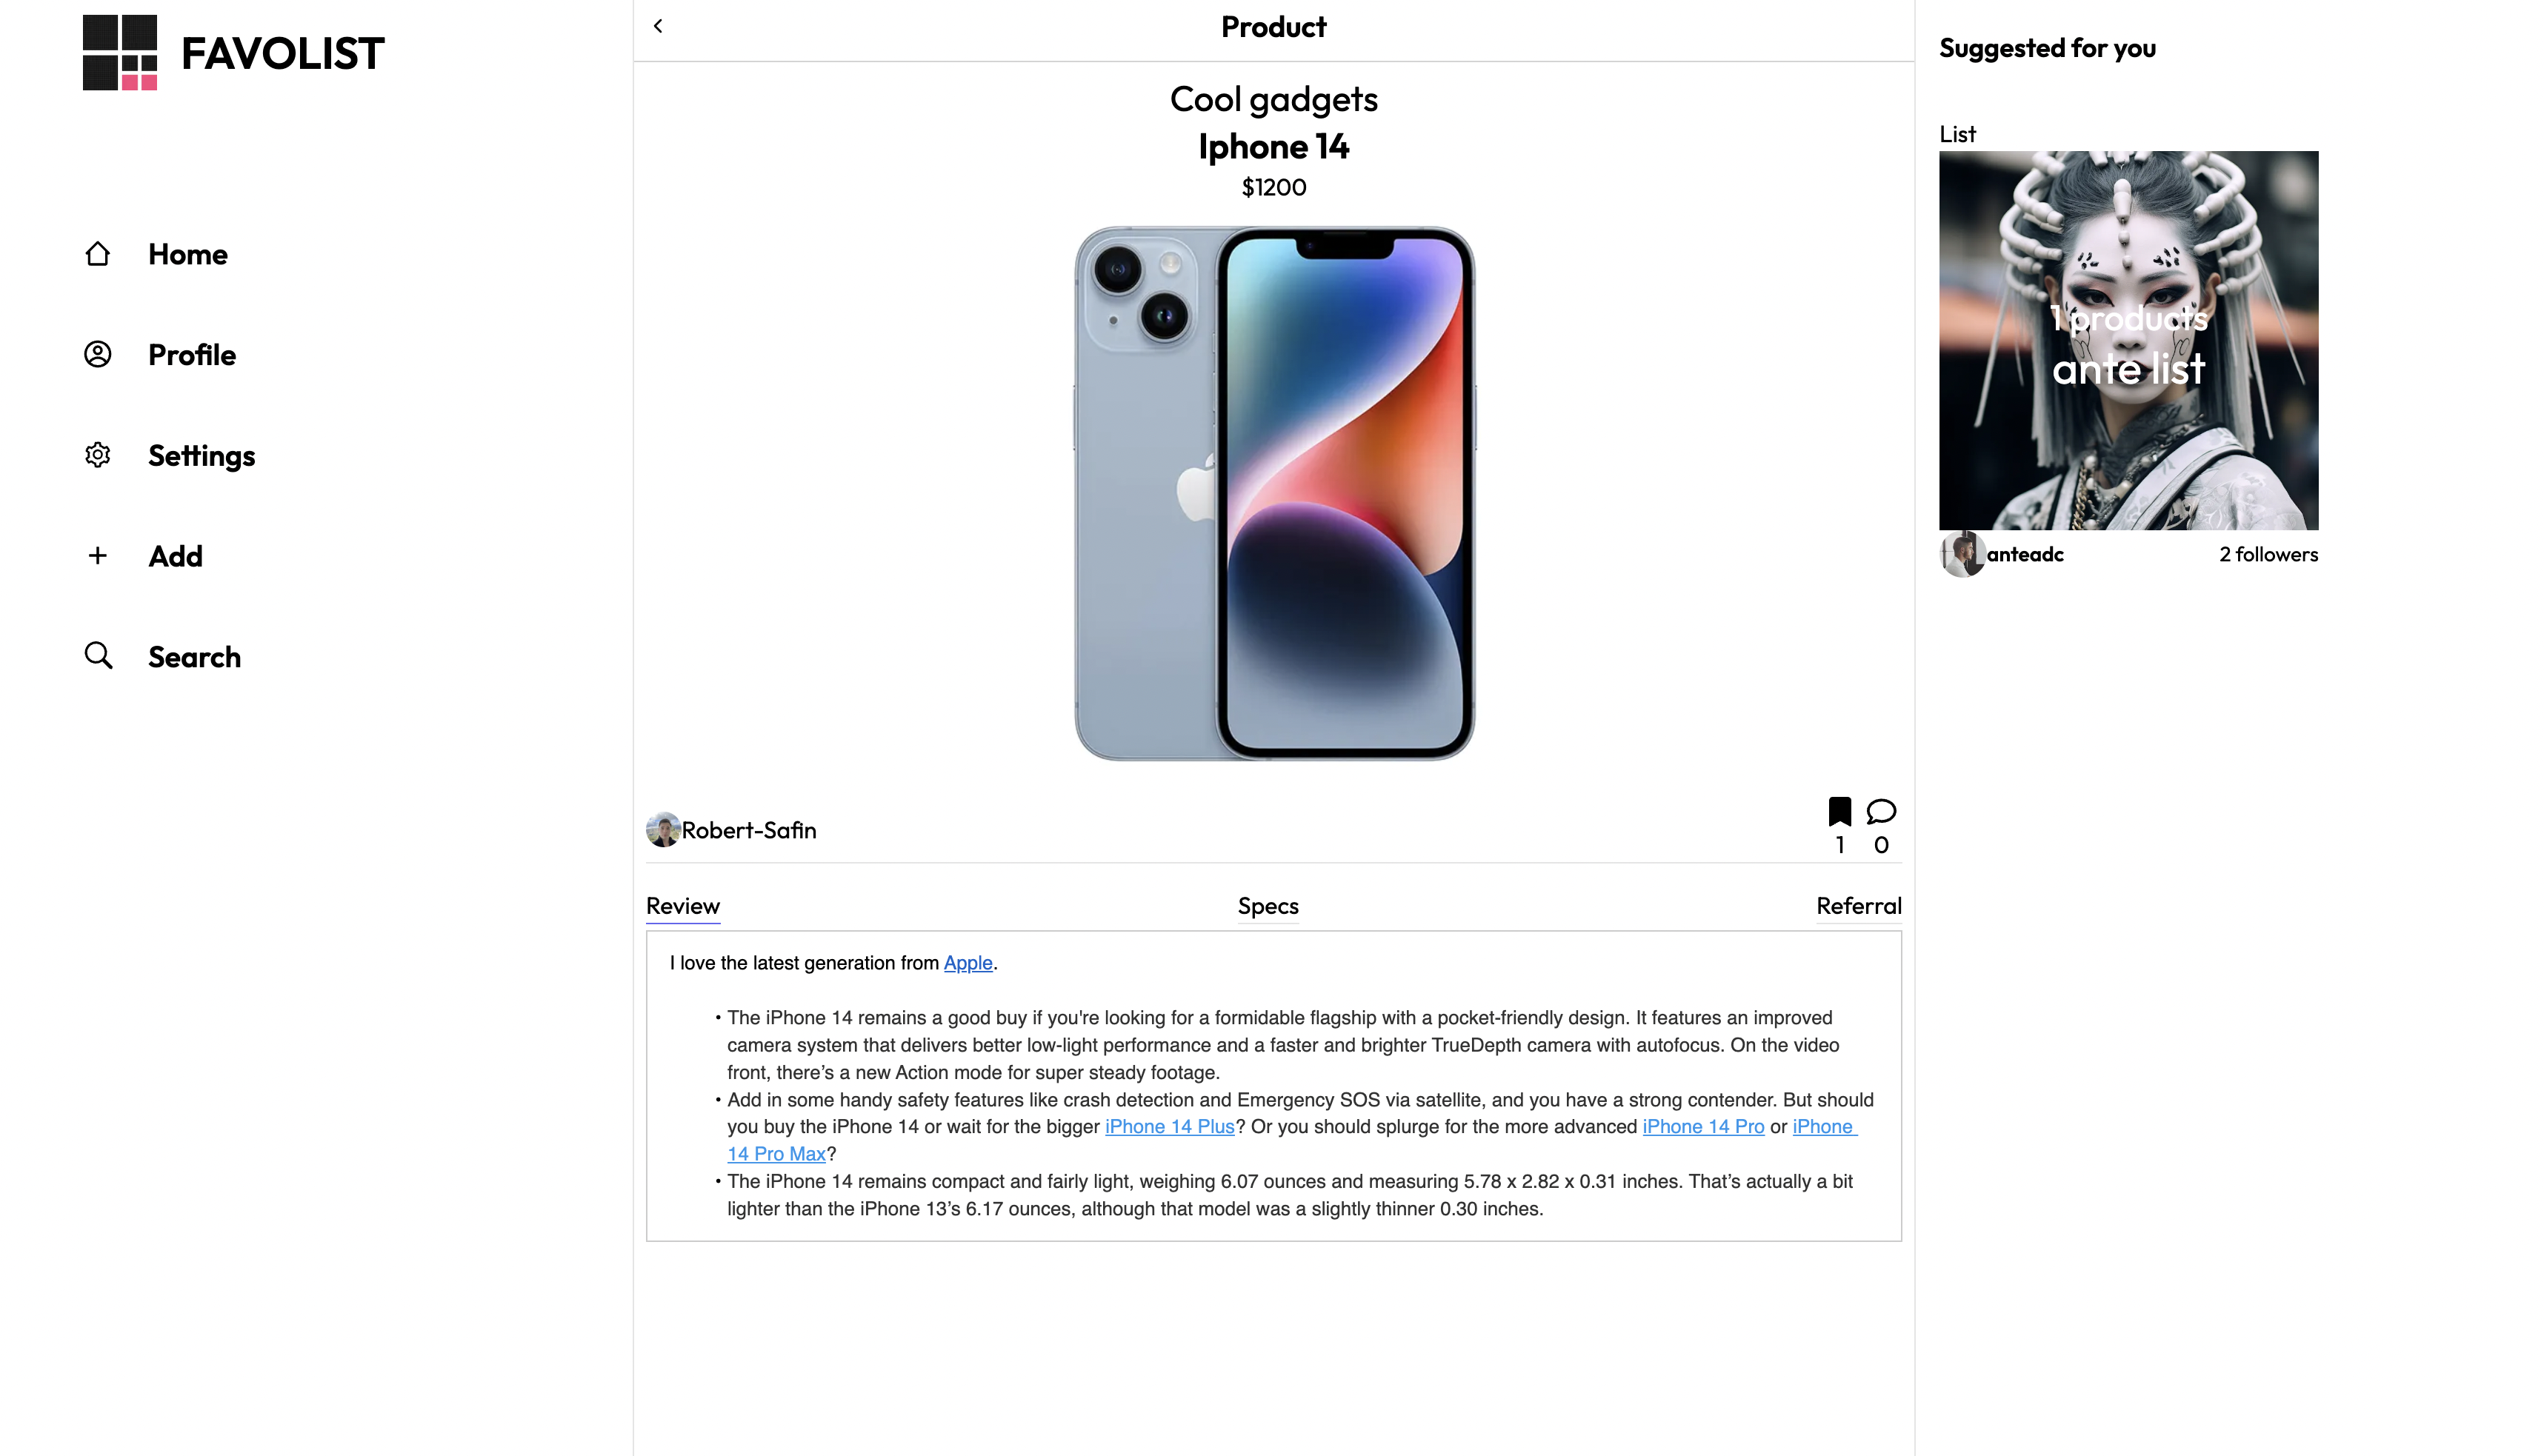 FAVOLIST
Home
Profile
Settings
Add
Search
Product
Cool gadgets
Iphone 14
$1200
Robert-Safin
1 0
Review Specs Referral
I love the latest generation from Apple.
• The iPhone 14 remains a good buy if you're looking for a formidable flagship with a pocket-friendly design. It features an improved
camera system that delivers better low-light performance and a faster and brighter TrueDepth camera with autofocus. On the video
front, there’s a new Action mode for super steady footage.
• Add in some handy safety features like crash detection and Emergency SOS via satellite, and you have a strong contender. But should
you buy the iPhone 14 or wait for the bigger iPhone 14 Plus? Or you should splurge for the more advanced iPhone 14 Pro or iPhone
14 Pro Max?
• The iPhone 14 remains compact and fairly light, weighing 6.07 ounces and measuring 5.78 x 2.82 x 0.31 inches. That’s actually a bit
lighter than the iPhone 13’s 6.17 ounces, although that model was a slightly thinner 0.30 inches.
Suggested for you
List
1 products
ante list
anteadc 2 followers